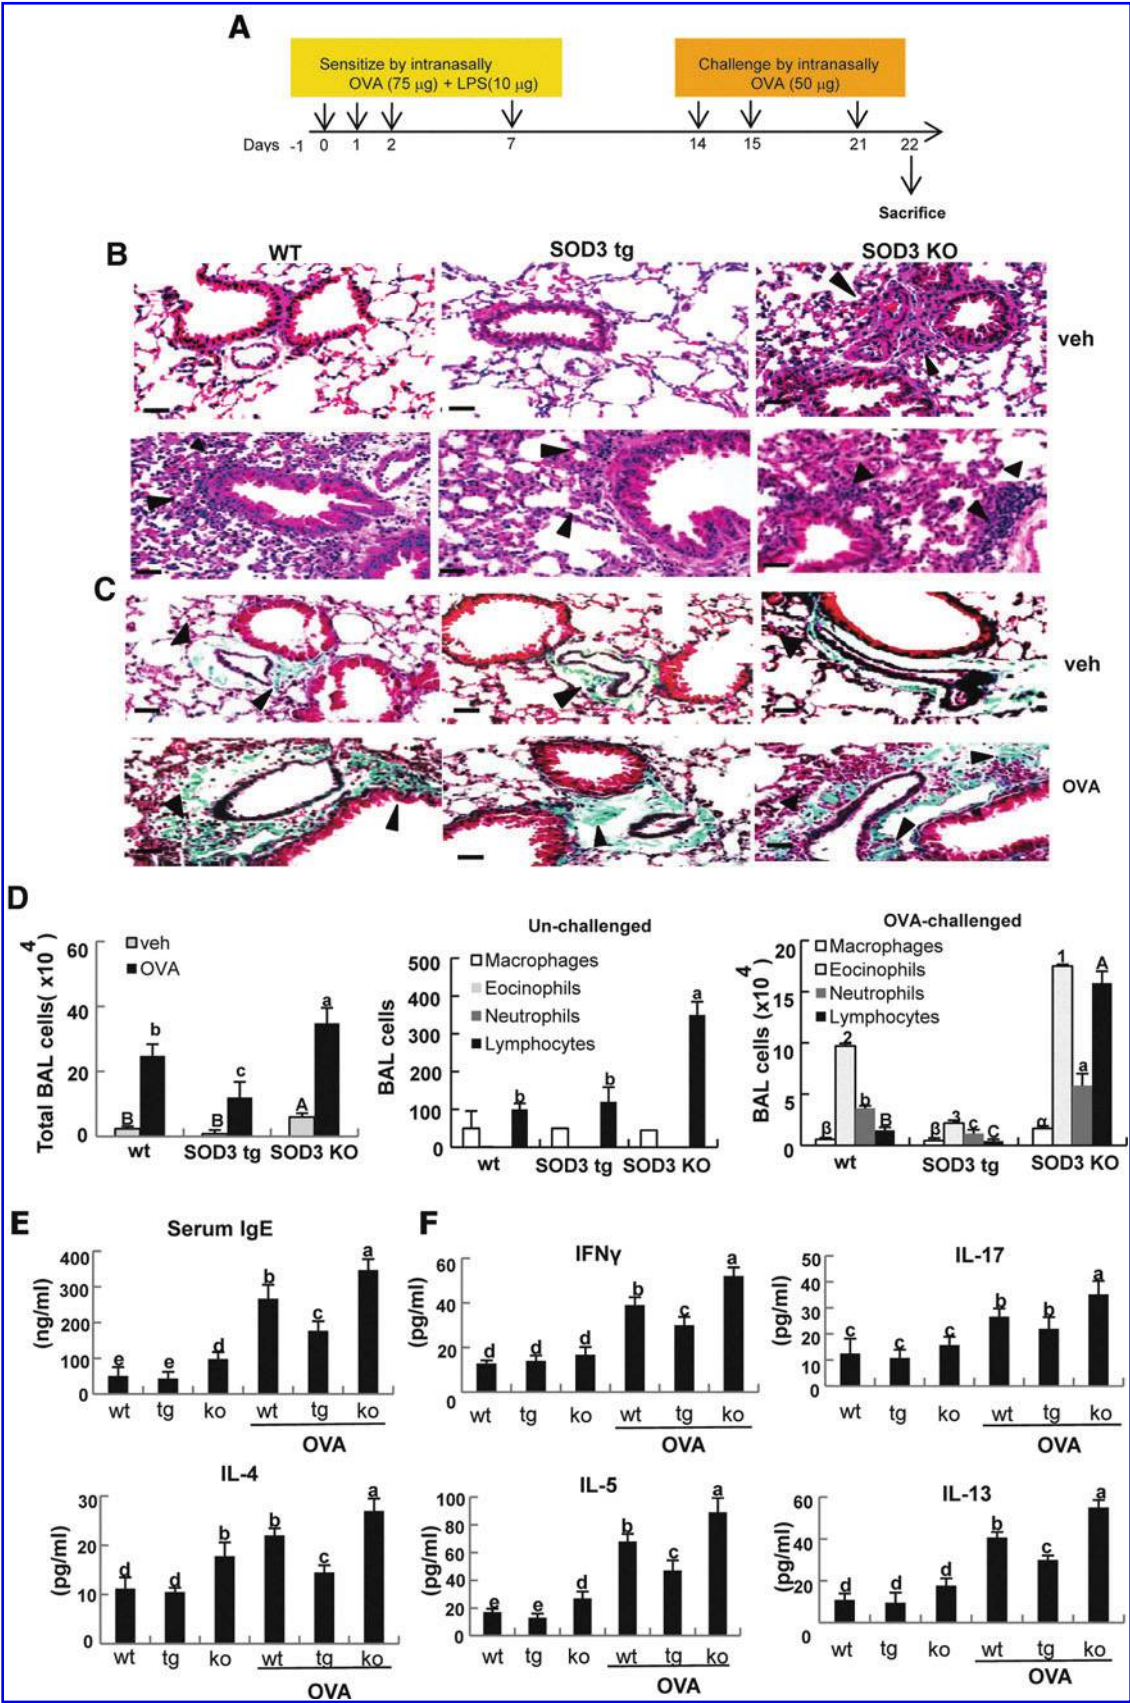 A
Sensitize by intranasally
OVA (75 µg) + LPS(10 µg)
Challenge by intranasally
OVA (50 µg)
Days -1 0 1 2 7 14 15 21 22
Sacrifice
B
WT SOD3 tg SOD3 KO
veh
C
veh
OVA
D
Total BAL cells( x10 4 )
60
40
20
0
veh
OVA
B b B c A a
wt SOD3 tg SOD3 KO
Un-challenged
BAL cells
500
400
300
200
100
0
Macrophages
Eocinophils
Neutrophils
Lymphocytes
b b a
wt SOD3 tg SOD3 KO
OVA-challenged
BAL cells (x10 4 )
20
15
10
5
0
Macrophages
Eocinophils
Neutrophils
Lymphocytes
β 2 b B β 3 c C α 1 a A
wt SOD3 tg SOD3 KO
E
Serum IgE
(ng/ml)
400
300
200
100
0
e e d b c a
wt tg ko wt tg ko
OVA
F
IFNγ
(pg/ml)
60
40
20
0
d d d b c a
wt tg ko wt tg ko
OVA
IL-17
(pg/ml)
50
40
30
20
10
0
c c c b b a
wt tg ko wt tg ko
OVA
IL-4
(pg/ml)
30
20
10
0
d d b b c a
wt tg ko wt tg ko
OVA
IL-5
(pg/ml)
100
80
60
40
20
0
e e d b c a
wt tg ko wt tg ko
OVA
IL-13
(pg/ml)
60
40
20
0
d d d b c a
wt tg ko wt tg ko
OVA